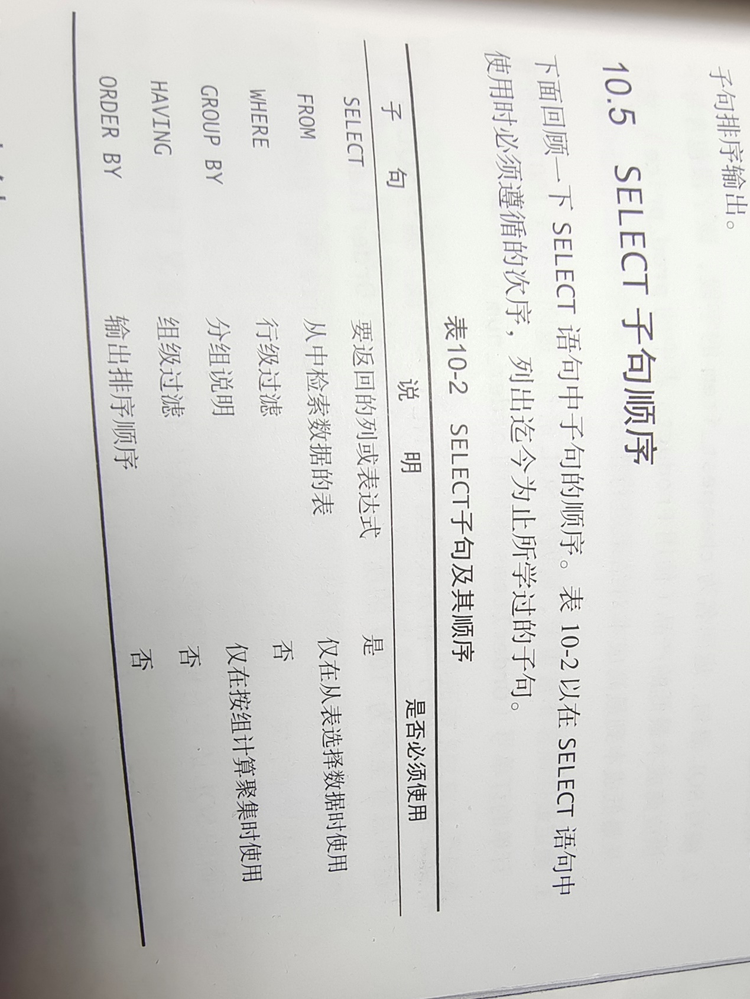 子句排序输出。
10.5 SELECT 子句顺序
下面回顾一下 SELECT 语句中子句的顺序。表 10-2 以在 SELECT 语句中
使用时必须遵循的次序，列出迄今为止所学过的子句。
表10-2 SELECT子句及其顺序
子 句 说 明 是否必须使用
SELECT 要返回的列或表达式 是
FROM 从中检索数据的表 仅在从表选择数据时使用
WHERE 行级过滤 否
GROUP BY 分组说明 仅在按组计算聚集时使用
HAVING 组级过滤 否
ORDER BY 输出排序顺序 否